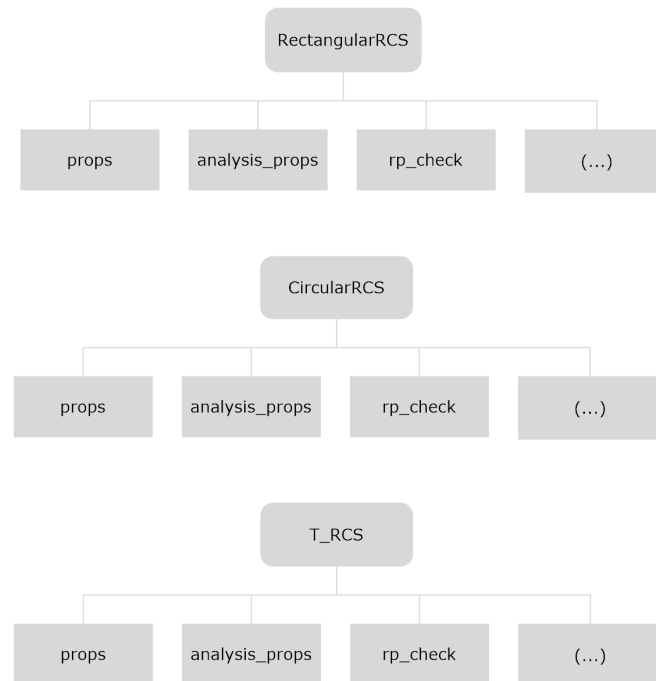 RectangularRCS
props
analysis_props
rp_check
(...)
CircularRCS
props
analysis_props
rp_check
(...)
T_RCS
props
analysis_props
rp_check
(...)